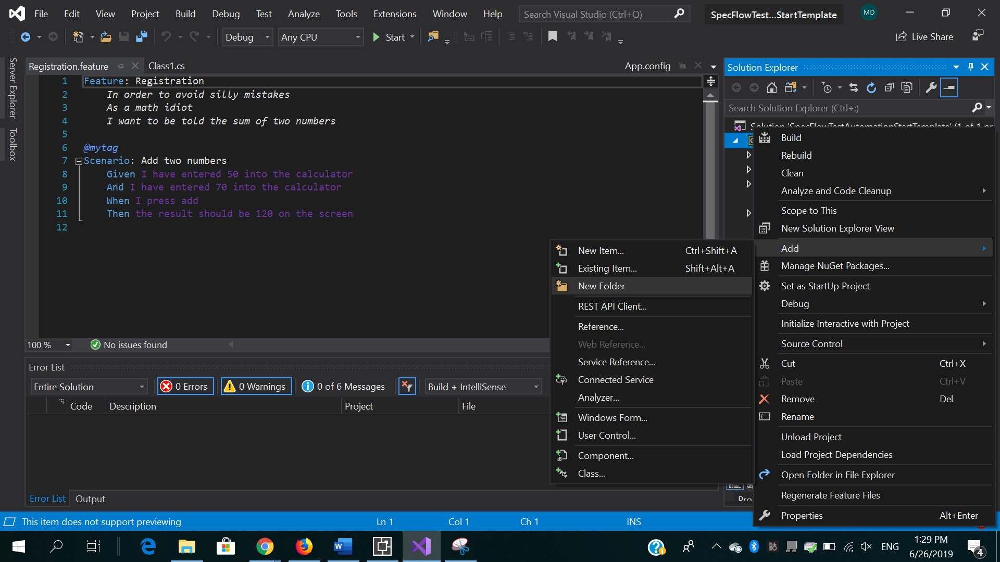 File Edit View Project Build Debug Test Analyze Tools Extensions Window Help Search Visual Studio (Ctrl+Q) SpecFlowTest...StartTemplate MD
Debug Any CPU Start Live Share
Server Explorer
Toolbox
Registration.feature Class1.cs App.config
1 Feature: Registration
2 In order to avoid silly mistakes
3 As a math idiot
4 I want to be told the sum of two numbers
5
6 @mytag
7 Scenario: Add two numbers
8 Given I have entered 50 into the calculator
9 And I have entered 70 into the calculator
10 When I press add
11 Then the result should be 120 on the screen
12
100 % No issues found
Solution Explorer
Search Solution Explorer (Ctrl+;)
Solution 'SpecFlowTestAutomationStartTemplate' (1 of 1 pr
Build
Rebuild
Clean
Analyze and Code Cleanup
Scope to This
New Solution Explorer View
Add
Manage NuGet Packages...
Set as StartUp Project
Debug
Initialize Interactive with Project
Source Control
Cut Ctrl+X
Paste Ctrl+V
Remove Del
Rename
Unload Project
Load Project Dependencies
Open Folder in File Explorer
Regenerate Feature Files
Properties Alt+Enter
New Item... Ctrl+Shift+A
Existing Item... Shift+Alt+A
New Folder
REST API Client...
Reference...
Web Reference...
Service Reference...
Connected Service
Analyzer...
Windows Form...
User Control...
Component...
Class...
Pro
Error List
Entire Solution 0 Errors 0 Warnings 0 of 6 Messages Build + IntelliSense
Code Description Project File
Error List Output
This item does not support previewing Ln 1 Col 1 Ch 1 INS
ENG 1:29 PM
6/26/2019
4